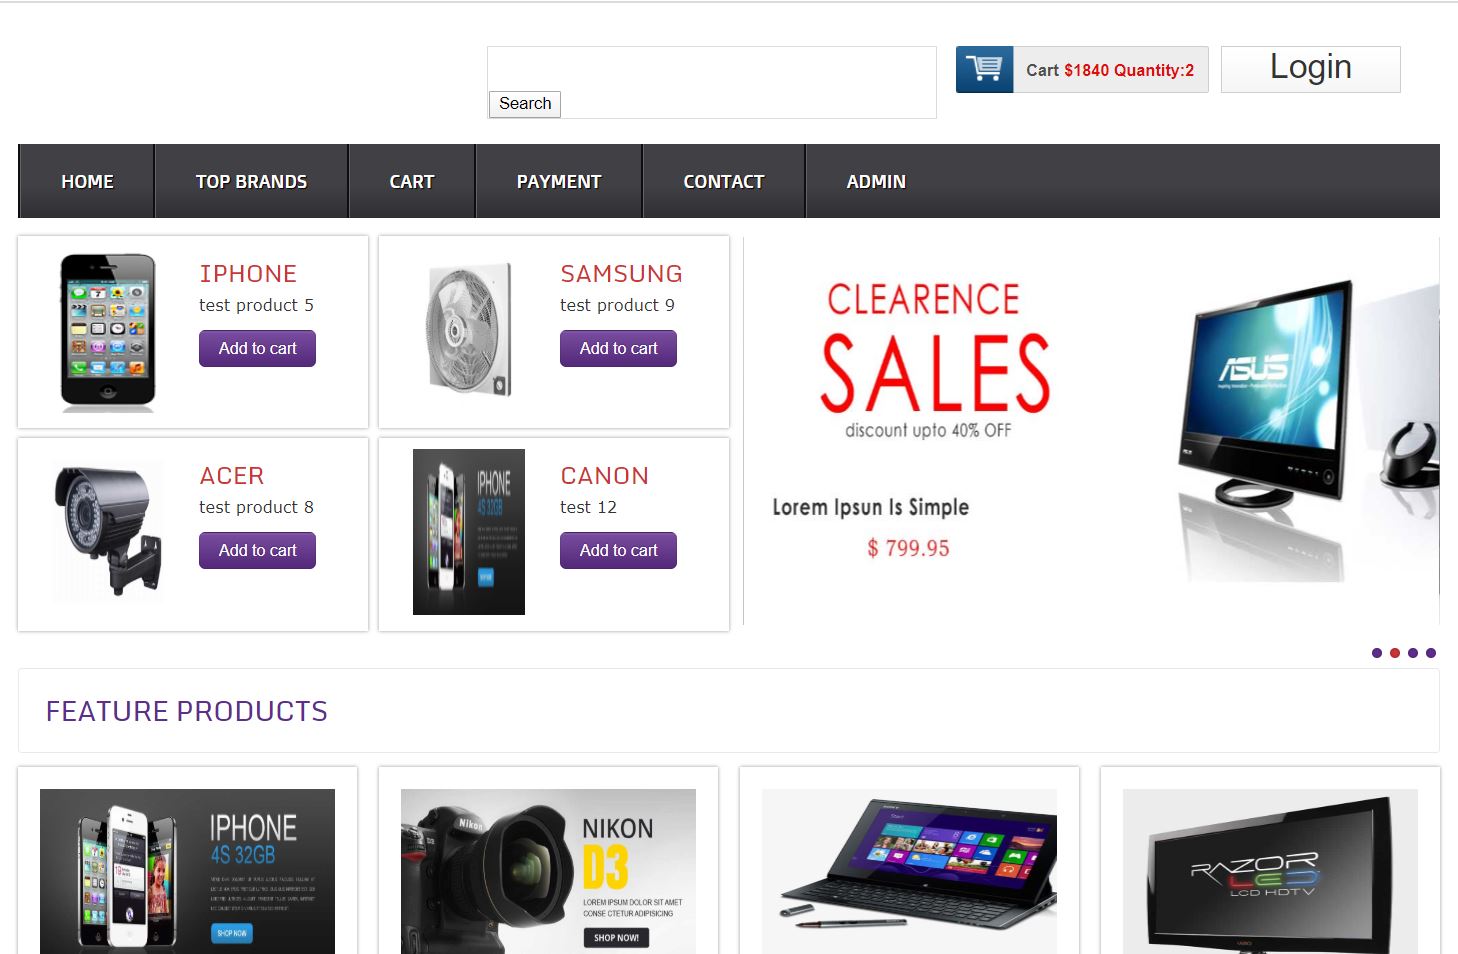 Search
Cart $1840 Quantity:2
Login
HOME
TOP BRANDS
CART
PAYMENT
CONTACT
ADMIN
IPHONE
test product 5
Add to cart
SAMSUNG
test product 9
Add to cart
ACER
test product 8
Add to cart
IPHONE
4S 32GB
CANON
test 12
Add to cart
CLEARENCE
SALES
discount upto 40% OFF
Lorem Ipsun Is Simple
$ 799.95
ASUS
FEATURE PRODUCTS
IPHONE
4S 32GB
SHOP NOW
Nikon
NIKON
D3
LOREM IPSUM DOLOR SIT AMET
CONSE CTETUR ADIPISICING
SHOP NOW!
Start
RAZOR
LED
LCD HDTV